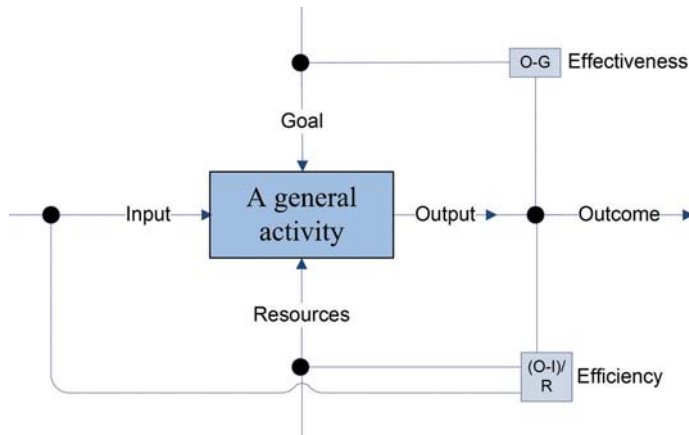 O-G
Effectiveness
Goal
Input
A general
activity
Output
Outcome
Resources
(O-I)/
R
Efficiency